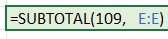 =SUBTOTAL(109, E:E)